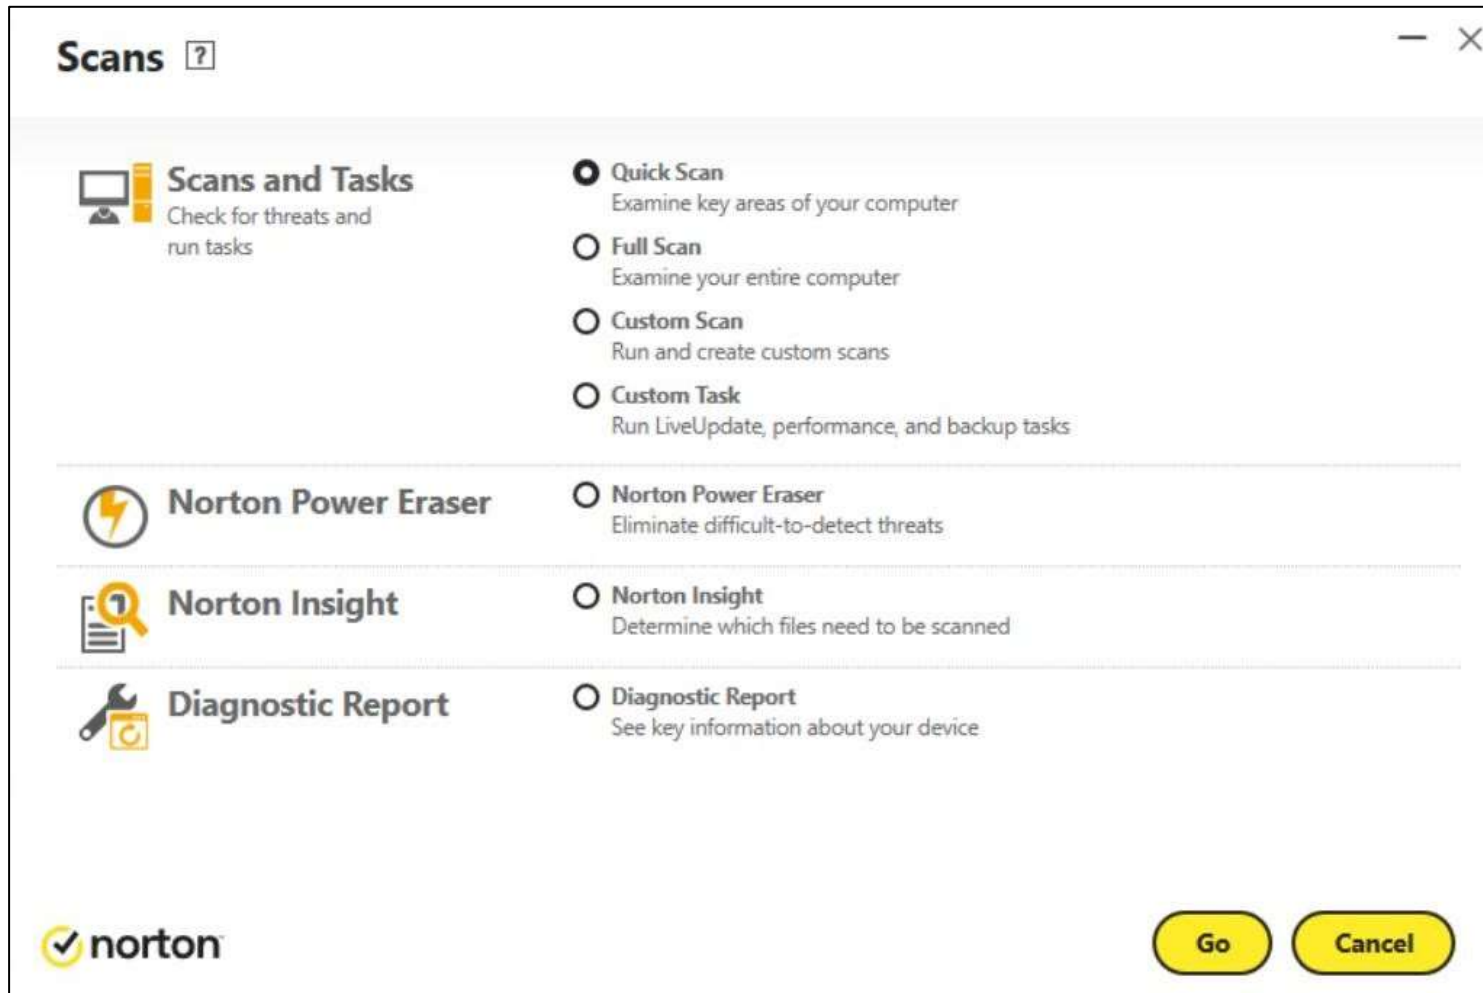 Scans ?
Scans and Tasks
Check for threats and
run tasks
Quick Scan
Examine key areas of your computer
Full Scan
Examine your entire computer
Custom Scan
Run and create custom scans
Custom Task
Run LiveUpdate, performance, and backup tasks
Norton Power Eraser
Norton Power Eraser
Eliminate difficult-to-detect threats
Norton Insight
Norton Insight
Determine which files need to be scanned
Diagnostic Report
Diagnostic Report
See key information about your device
norton
Go
Cancel